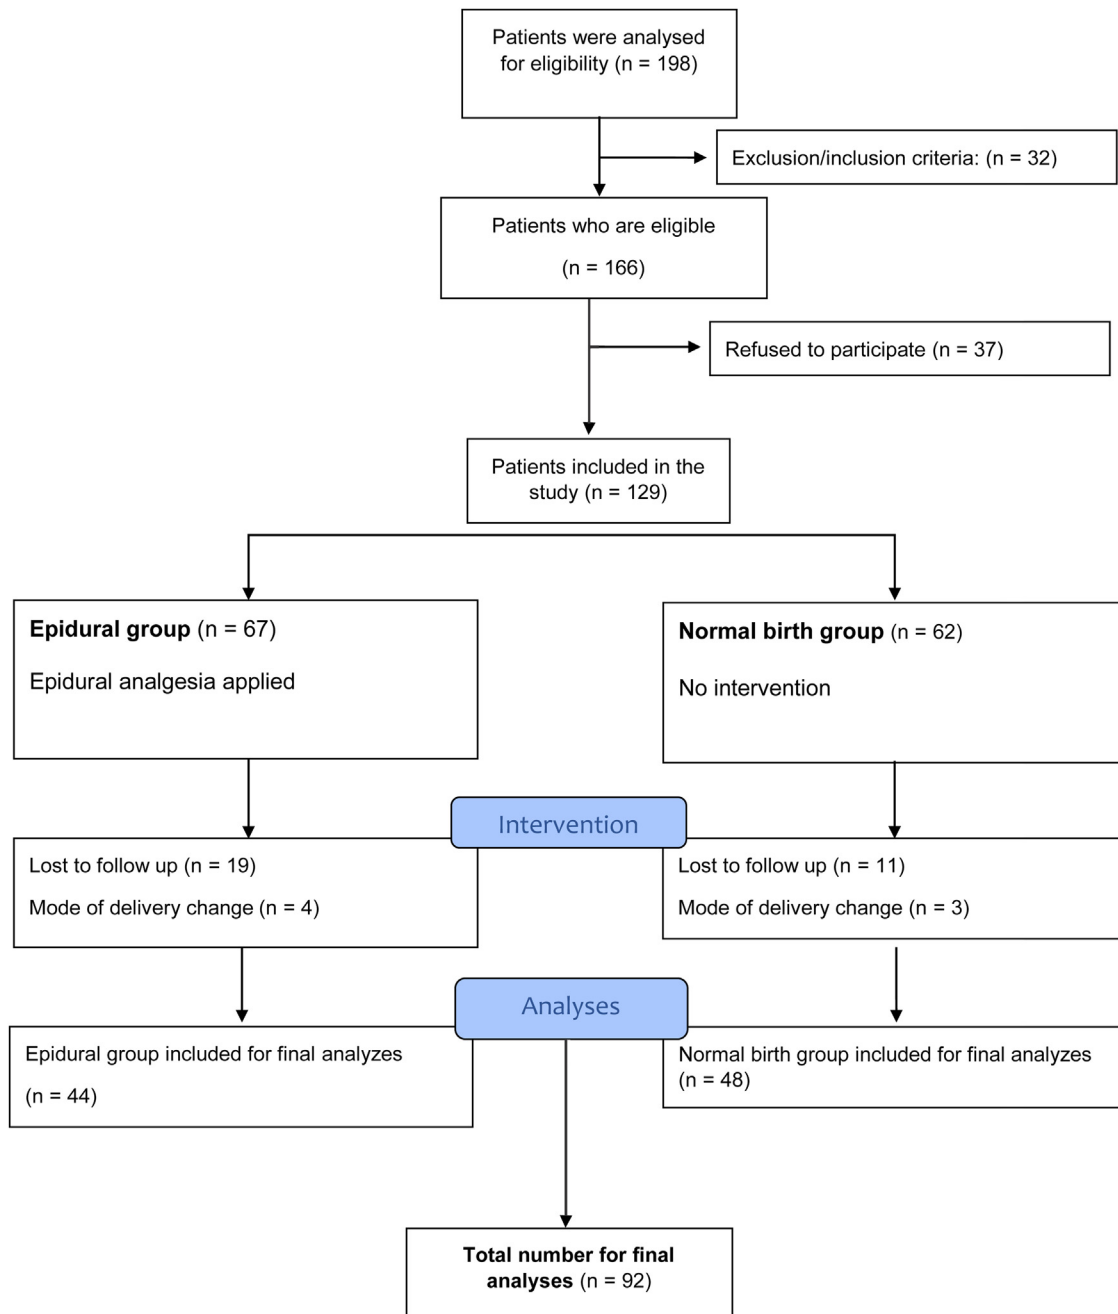 Patients were analysed
for eligibility (n = 198)
Exclusion/inclusion criteria: (n = 32)
Patients who are eligible
(n = 166)
Refused to participate (n = 37)
Patients included in the
study (n = 129)
Epidural group (n = 67)
Epidural analgesia applied
Normal birth group (n = 62)
No intervention
Intervention
Lost to follow up (n = 19)
Mode of delivery change (n = 4)
Lost to follow up (n = 11)
Mode of delivery change (n = 3)
Analyses
Epidural group included for final analyzes
(n = 44)
Normal birth group included for final analyzes
(n = 48)
Total number for final
analyses (n = 92)